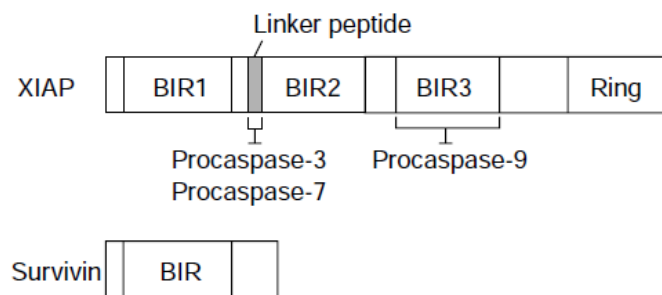 Linker peptide
XIAP BIR1 BIR2 BIR3 Ring
Procaspase-3 Procaspase-9
Procaspase-7
Survivin BIR